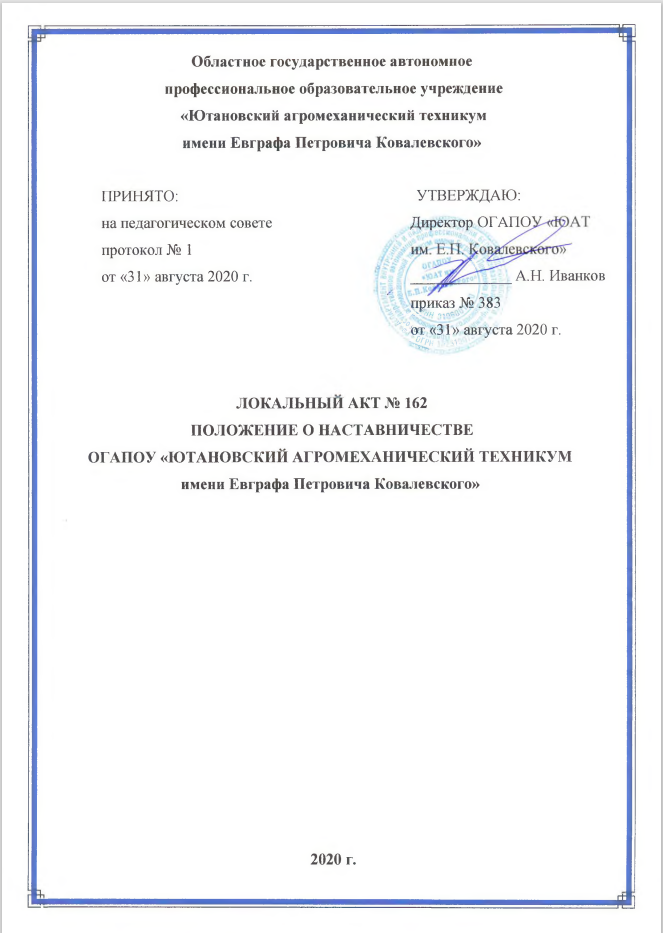 Областное государственное автономное
профессиональное образовательное учреждение
«Ютановский агромеханический техникум
имени Евграфа Петровича Ковалевского»
ПРИНЯТО:
на педагогическом совете
протокол № 1
от «31» августа 2020 г.
УТВЕРЖДАЮ:
Директор ОГАПОУ «ЮАТ
им. Е.П. Ковалевского»
_____________ А.Н. Иванков
приказ № 383
от «31» августа 2020 г.
ОГАПОУ
ЛОКАЛЬНЫЙ АКТ № 162
ПОЛОЖЕНИЕ О НАСТАВНИЧЕСТВЕ
ОГАПОУ «ЮТАНОВСКИЙ АГРОМЕХАНИЧЕСКИЙ ТЕХНИКУМ
имени Евграфа Петровича Ковалевского»
2020 г.